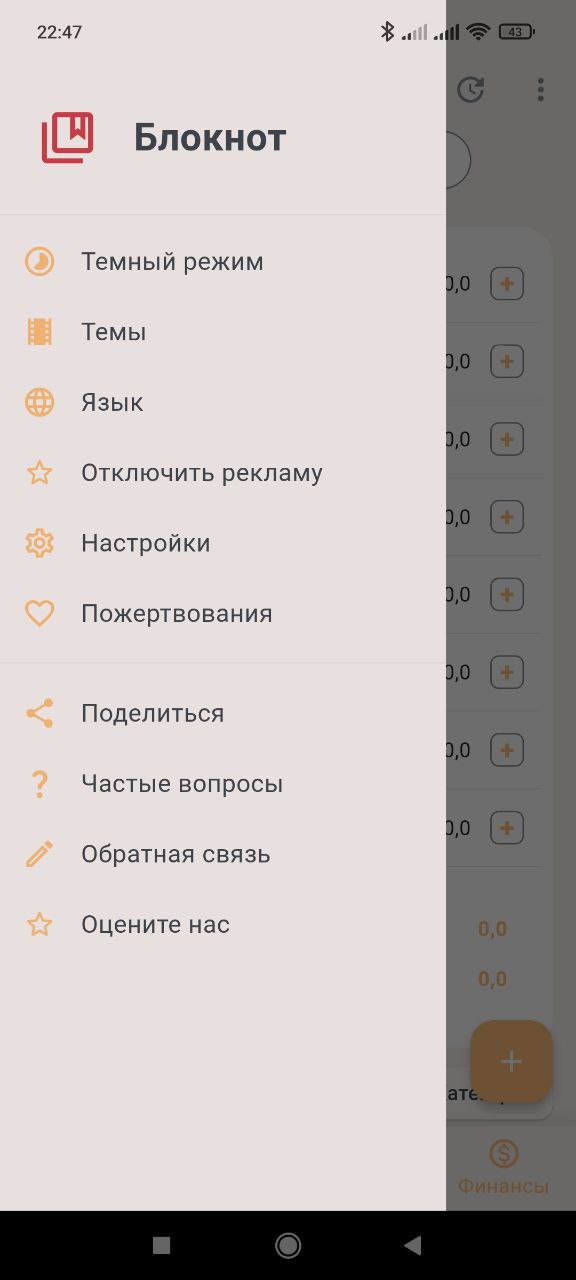 22:47
43
Блокнот
Темный режим
Темы
Язык
Отключить рекламу
Настройки
Пожертвования
Поделиться
Частые вопросы
Обратная связь
Оцените нас
0,0
0,0
0,0
0,0
0,0
0,0
0,0
0,0
0,0
0,0
Финансы